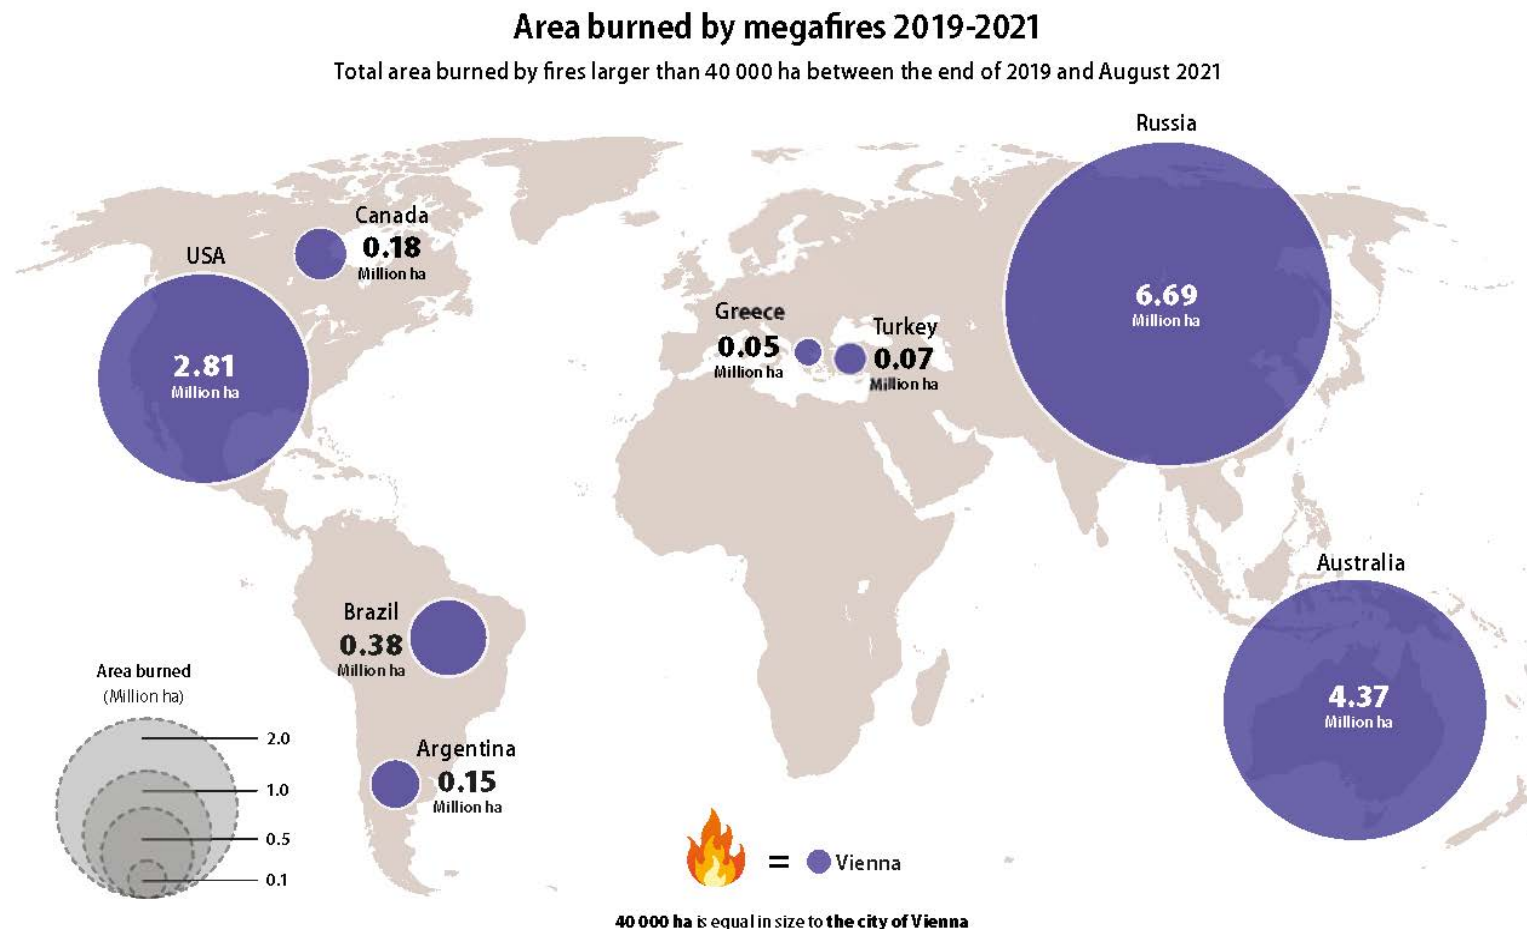 Area burned by megafires 2019-2021
Total area burned by fires larger than 40 000 ha between the end of 2019 and August 2021
Russia
6.69
Million ha
Canada
0.18
Million ha
USA
2.81
Million ha
Greece
0.05
Million ha
Turkey
0.07
Million ha
Australia
4.37
Million ha
Brazil
0.38
Million ha
Argentina
0.15
Million ha
Area burned
(Million ha)
2.0
1.0
0.5
0.1
= Vienna
40 000 ha is equal in size to the city of Vienna